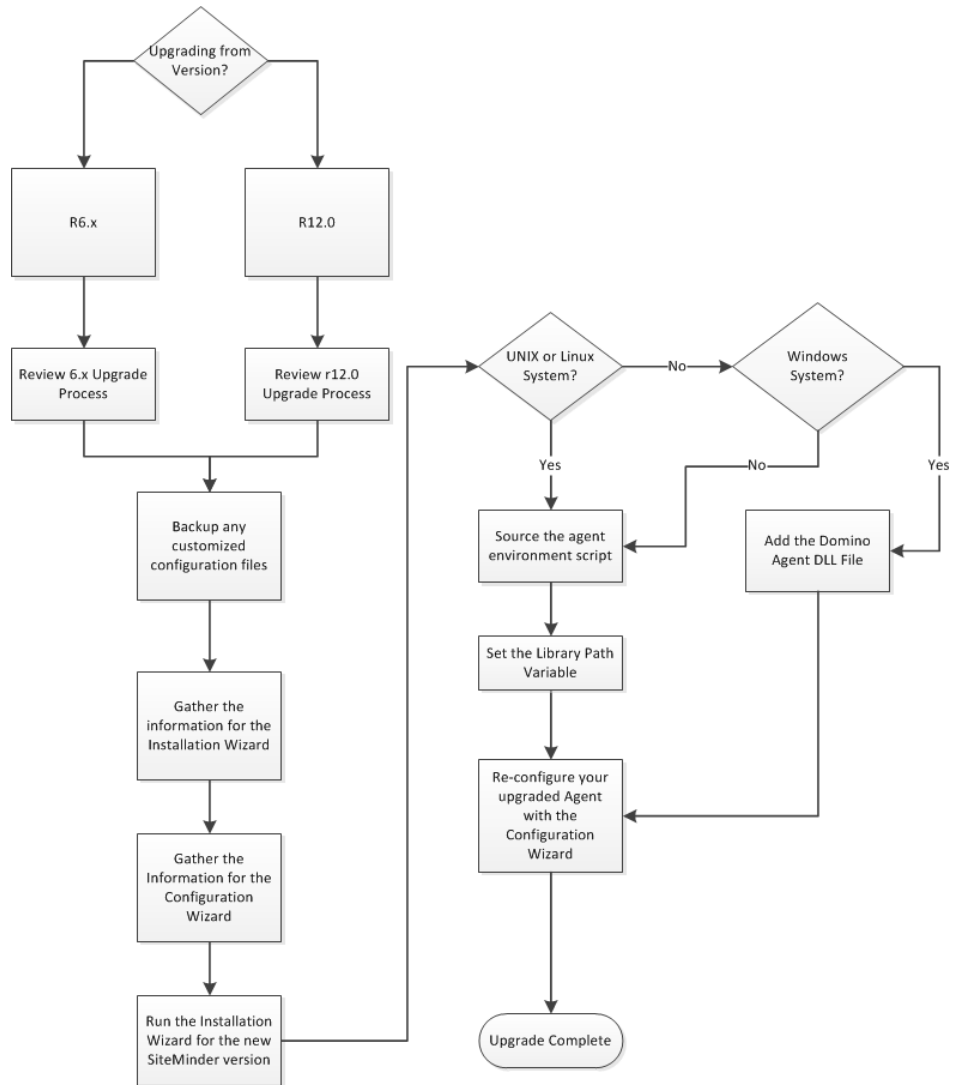 Upgrading from
Version?
R6.x
R12.0
Review 6.x Upgrade
Process
Review r12.0
Upgrade Process
Backup any
customized
configuration files
Gather the
information for the
Installation Wizard
Gather the
Information for the
Configuration
Wizard
Run the Installation
Wizard for the new
SiteMinder version
UNIX or Linux
System?
No
Windows
System?
Yes
No
Yes
Source the agent
environment script
Add the Domino
Agent DLL File
Set the Library Path
Variable
Re-configure your
upgraded Agent
with the
Configuration
Wizard
Upgrade Complete